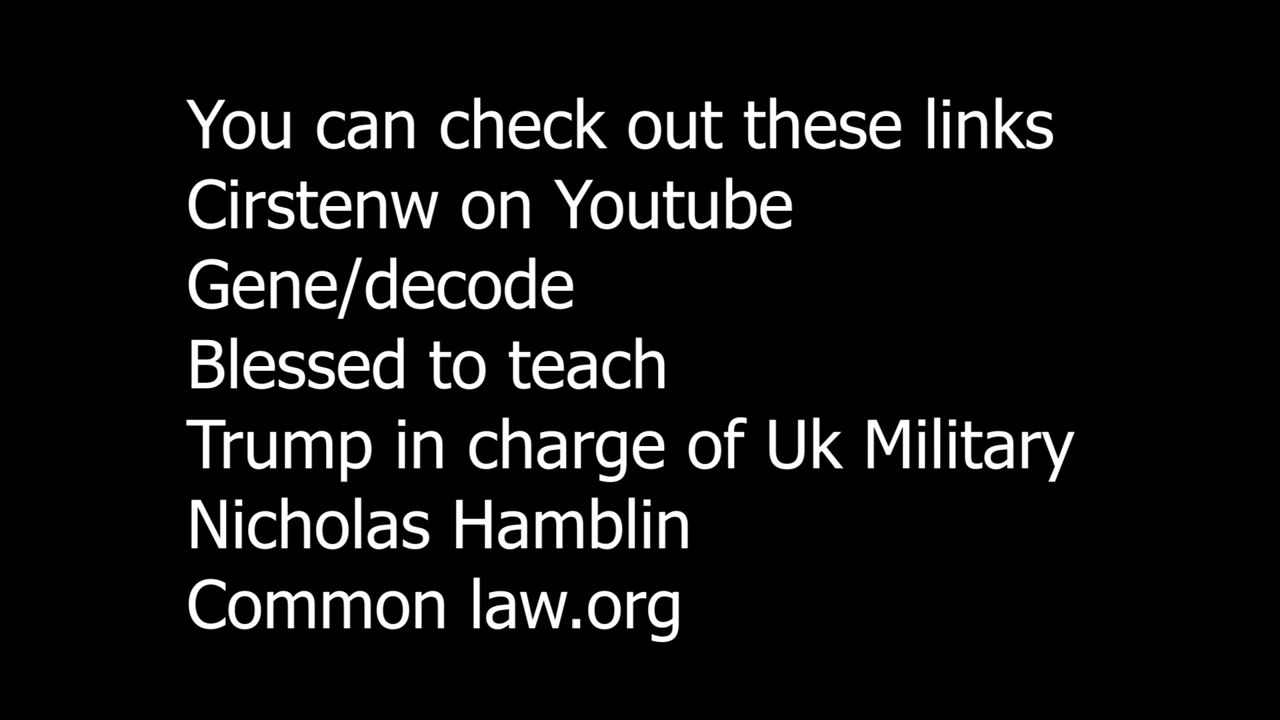 You can check out these links
Cirstenw on Youtube
Gene/decode
Blessed to teach
Trump in charge of Uk Military
Nicholas Hamblin
Common law.org